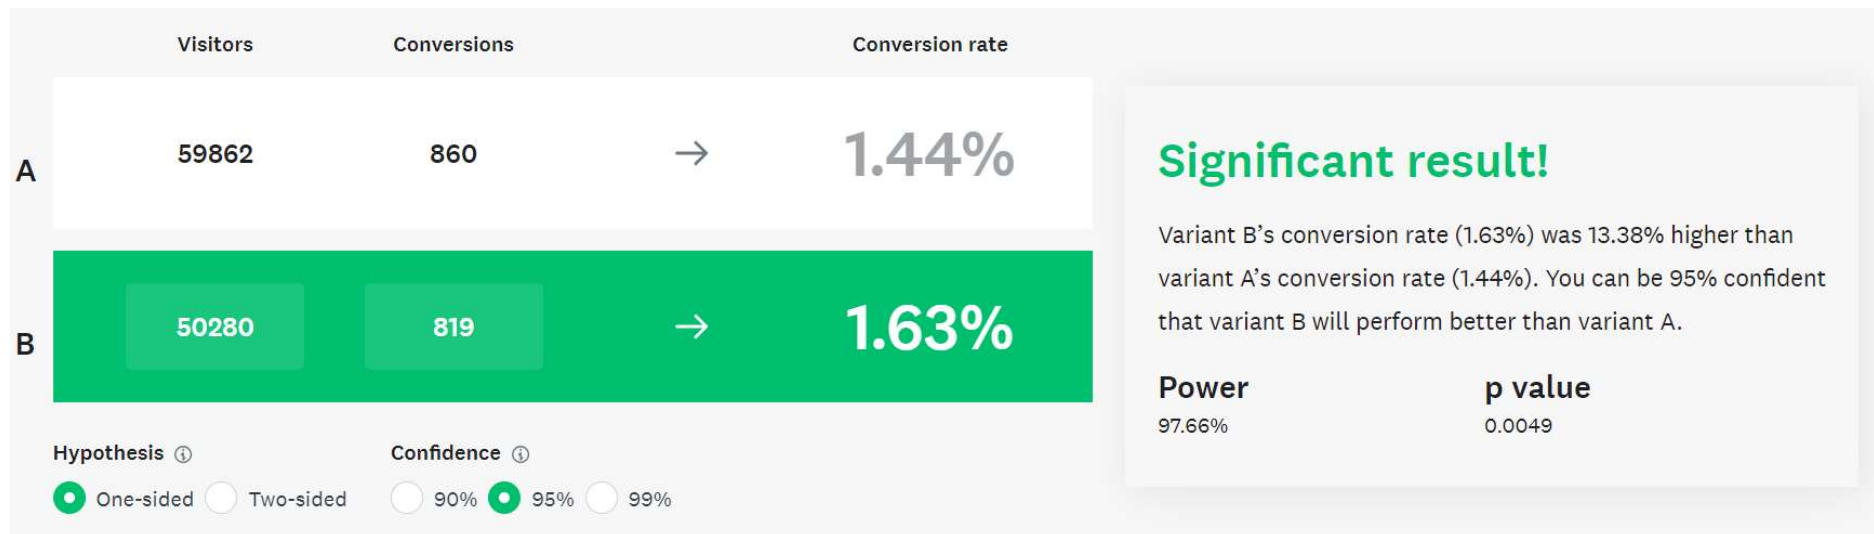 Visitors Conversions Conversion rate
A 59862 860 → 1.44%
B 50280 819 → 1.63%
Hypothesis ⓘ Confidence ⓘ
One-sided Two-sided 90% 95% 99%
Significant result!
Variant B’s conversion rate (1.63%) was 13.38% higher than
variant A’s conversion rate (1.44%). You can be 95% confident
that variant B will perform better than variant A.
Power p value
97.66% 0.0049